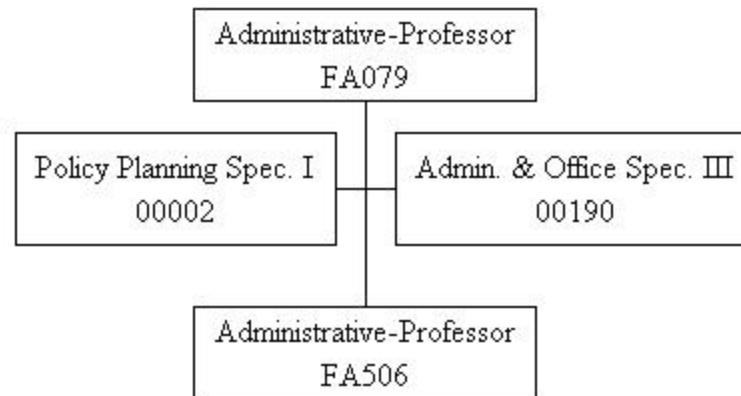 Administrative-Professor
FA079
Policy Planning Spec. I
00002
Admin. & Office Spec. III
00190
Administrative-Professor
FA506